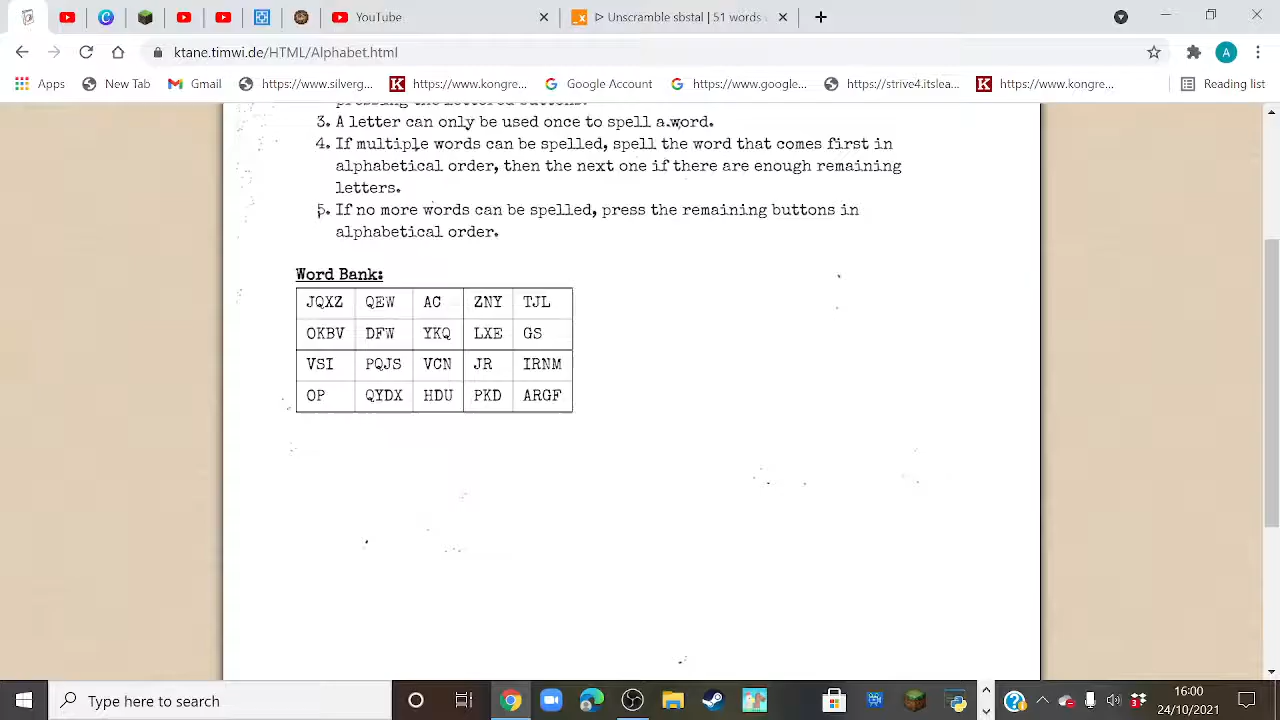 YouTube
Unscramble sbstal | 51 words
ktane.timwi.de/HTML/Alphabet.html
A
Apps New Tab Gmail https://www.silverg... https://www.kongre... Google Account https://www.google... https://strive4.itslea... https://www.kongre... Reading list
pressing the lettered buttons.
3. A letter can only be used once to spell a word.
4. If multiple words can be spelled, spell the word that comes first in
alphabetical order, then the next one if there are enough remaining
letters.
5. If no more words can be spelled, press the remaining buttons in
alphabetical order.
Word Bank:
JQXZ QEW AC ZNY TJL
OKBV DFW YKQ LXE GS
VSI PQJS VCN JR IRNM
OP QYDX HDU PKD ARGF
Type here to search
16:00
24/10/2021